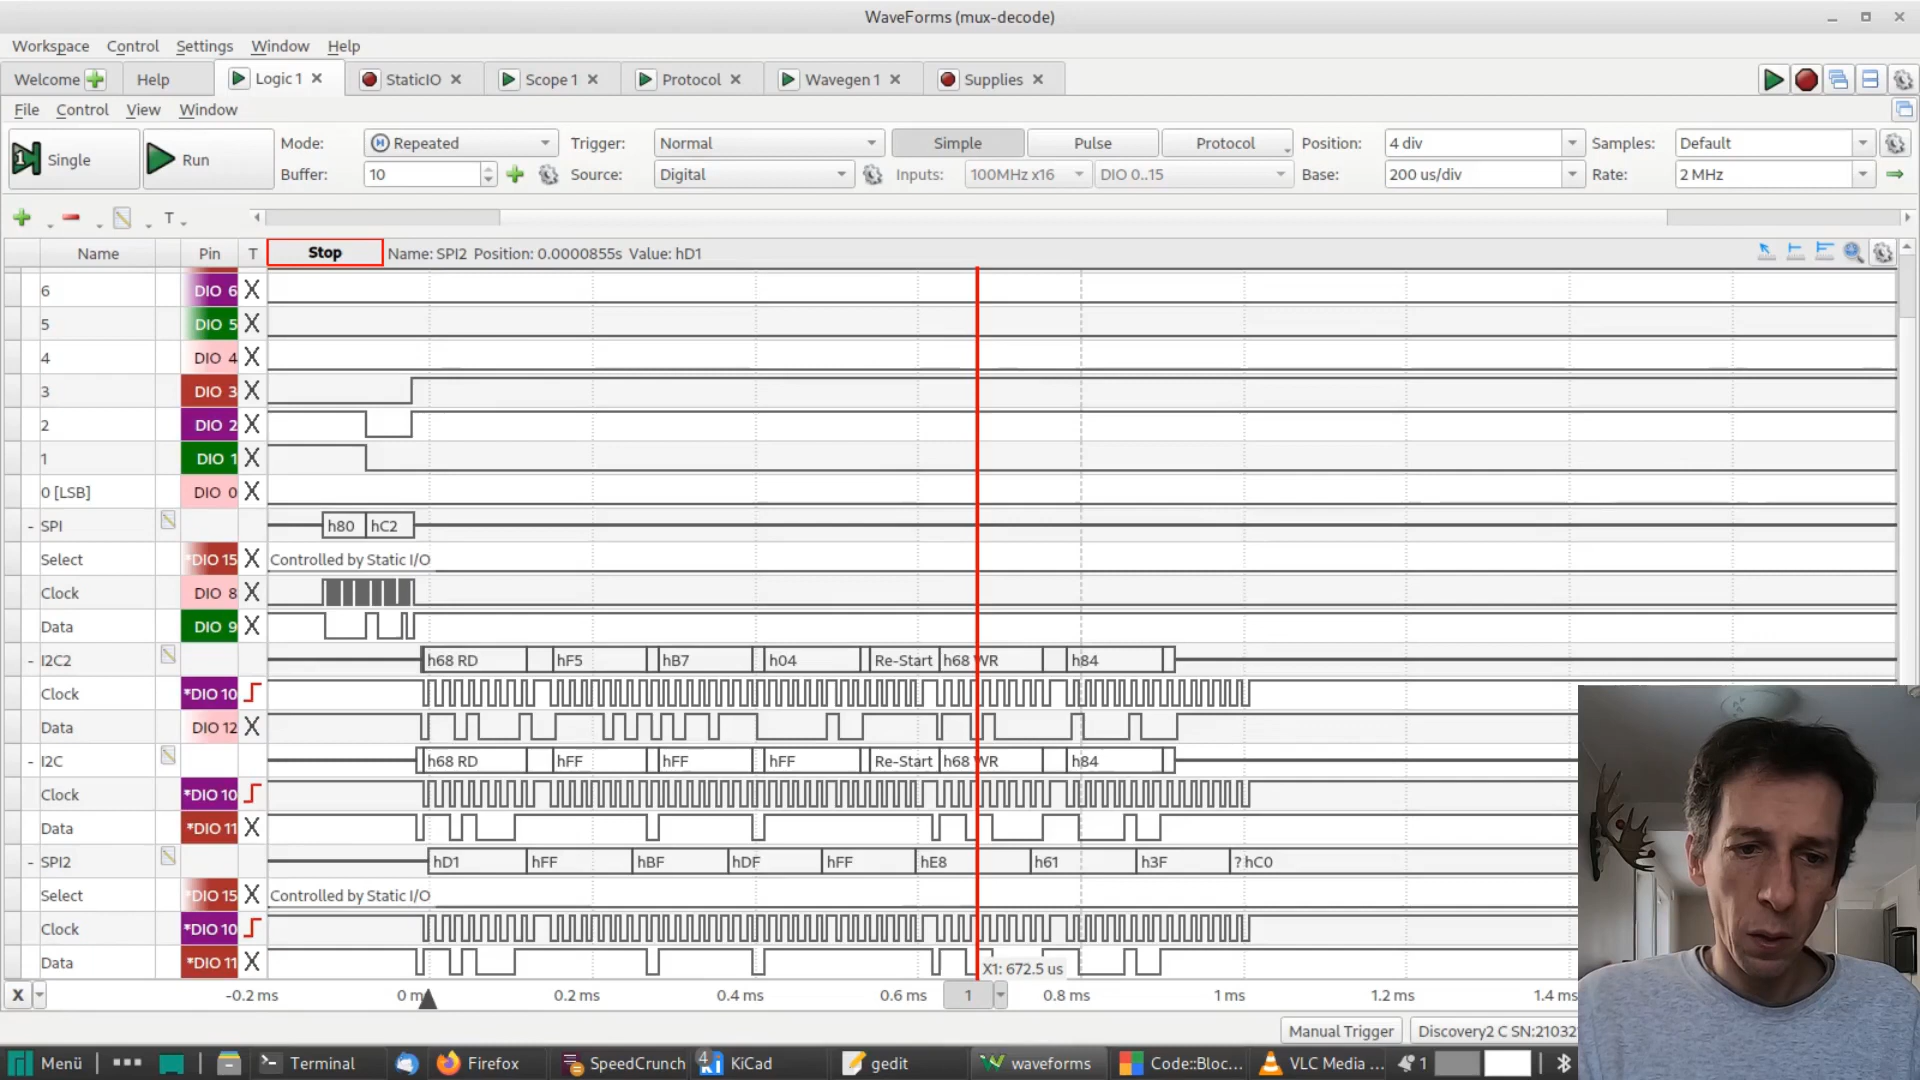 WaveForms (mux-decode)
Workspace Control Settings Window Help
Welcome Help Logic 1 StaticIO Scope 1 Protocol Wavegen 1 Supplies
File Control View Window
Single Run Mode: Repeated Trigger: Normal Simple Pulse Protocol Position: 4 div Samples: Default
Buffer: 10 Source: Digital Inputs: 100MHz x16 DIO 0..15 Base: 200 us/div Rate: 2 MHz
T
Name Pin T Stop Name: SPI2 Position: 0.0000855s Value: hD1
6 DIO 6 X
5 DIO 5 X
4 DIO 4 X
3 DIO 3 X
2 DIO 2 X
1 DIO 1 X
0 [LSB] DIO 0 X
- SPI h80 hC2
Select *DIO 15 X Controlled by Static I/O
Clock DIO 8 X
Data DIO 9 X
- I2C2 h68 RD hF5 hB7 h04 Re-Start h68 WR h84
Clock *DIO 10
Data DIO 12 X
- I2C h68 RD hFF hFF hFF Re-Start h68 WR h84
Clock *DIO 10
Data *DIO 11 X
- SPI2 hD1 hFF hBF hDF hFF hE8 h61 h3F ? hC0
Select *DIO 15 X Controlled by Static I/O
Clock *DIO 10
Data *DIO 11 X X1: 672.5 us
X -0.2 ms 0 m 0.2 ms 0.4 ms 0.6 ms 1 0.8 ms 1 ms 1.2 ms 1.4 ms
Manual Trigger Discovery2 C SN:21032
Menü Terminal Firefox SpeedCrunch 4 KiCad gedit waveforms Code::Bloc... VLC Media ... 1